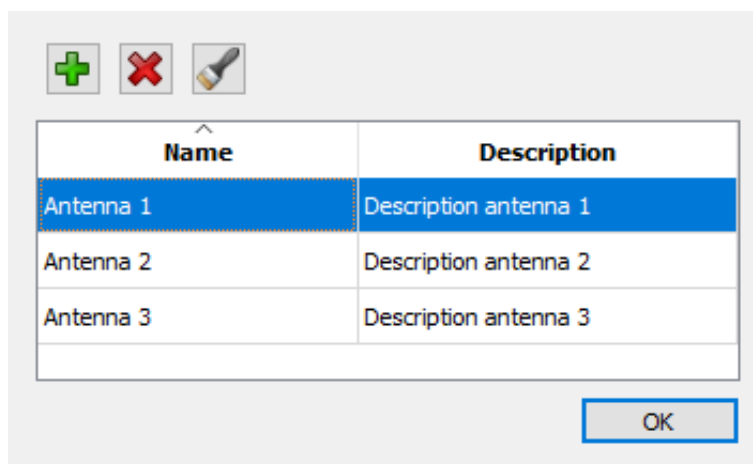 Name Description
Antenna 1 Description antenna 1
Antenna 2 Description antenna 2
Antenna 3 Description antenna 3
OK